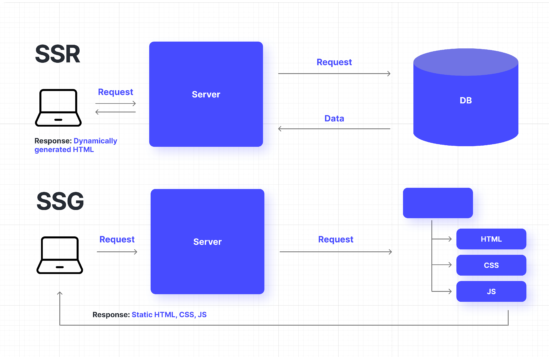 SSR
Request
Server
Request
DB
Data
Response: Dynamically
generated HTML
SSG
Request
Server
Request
HTML
CSS
JS
Response: Static HTML, CSS, JS